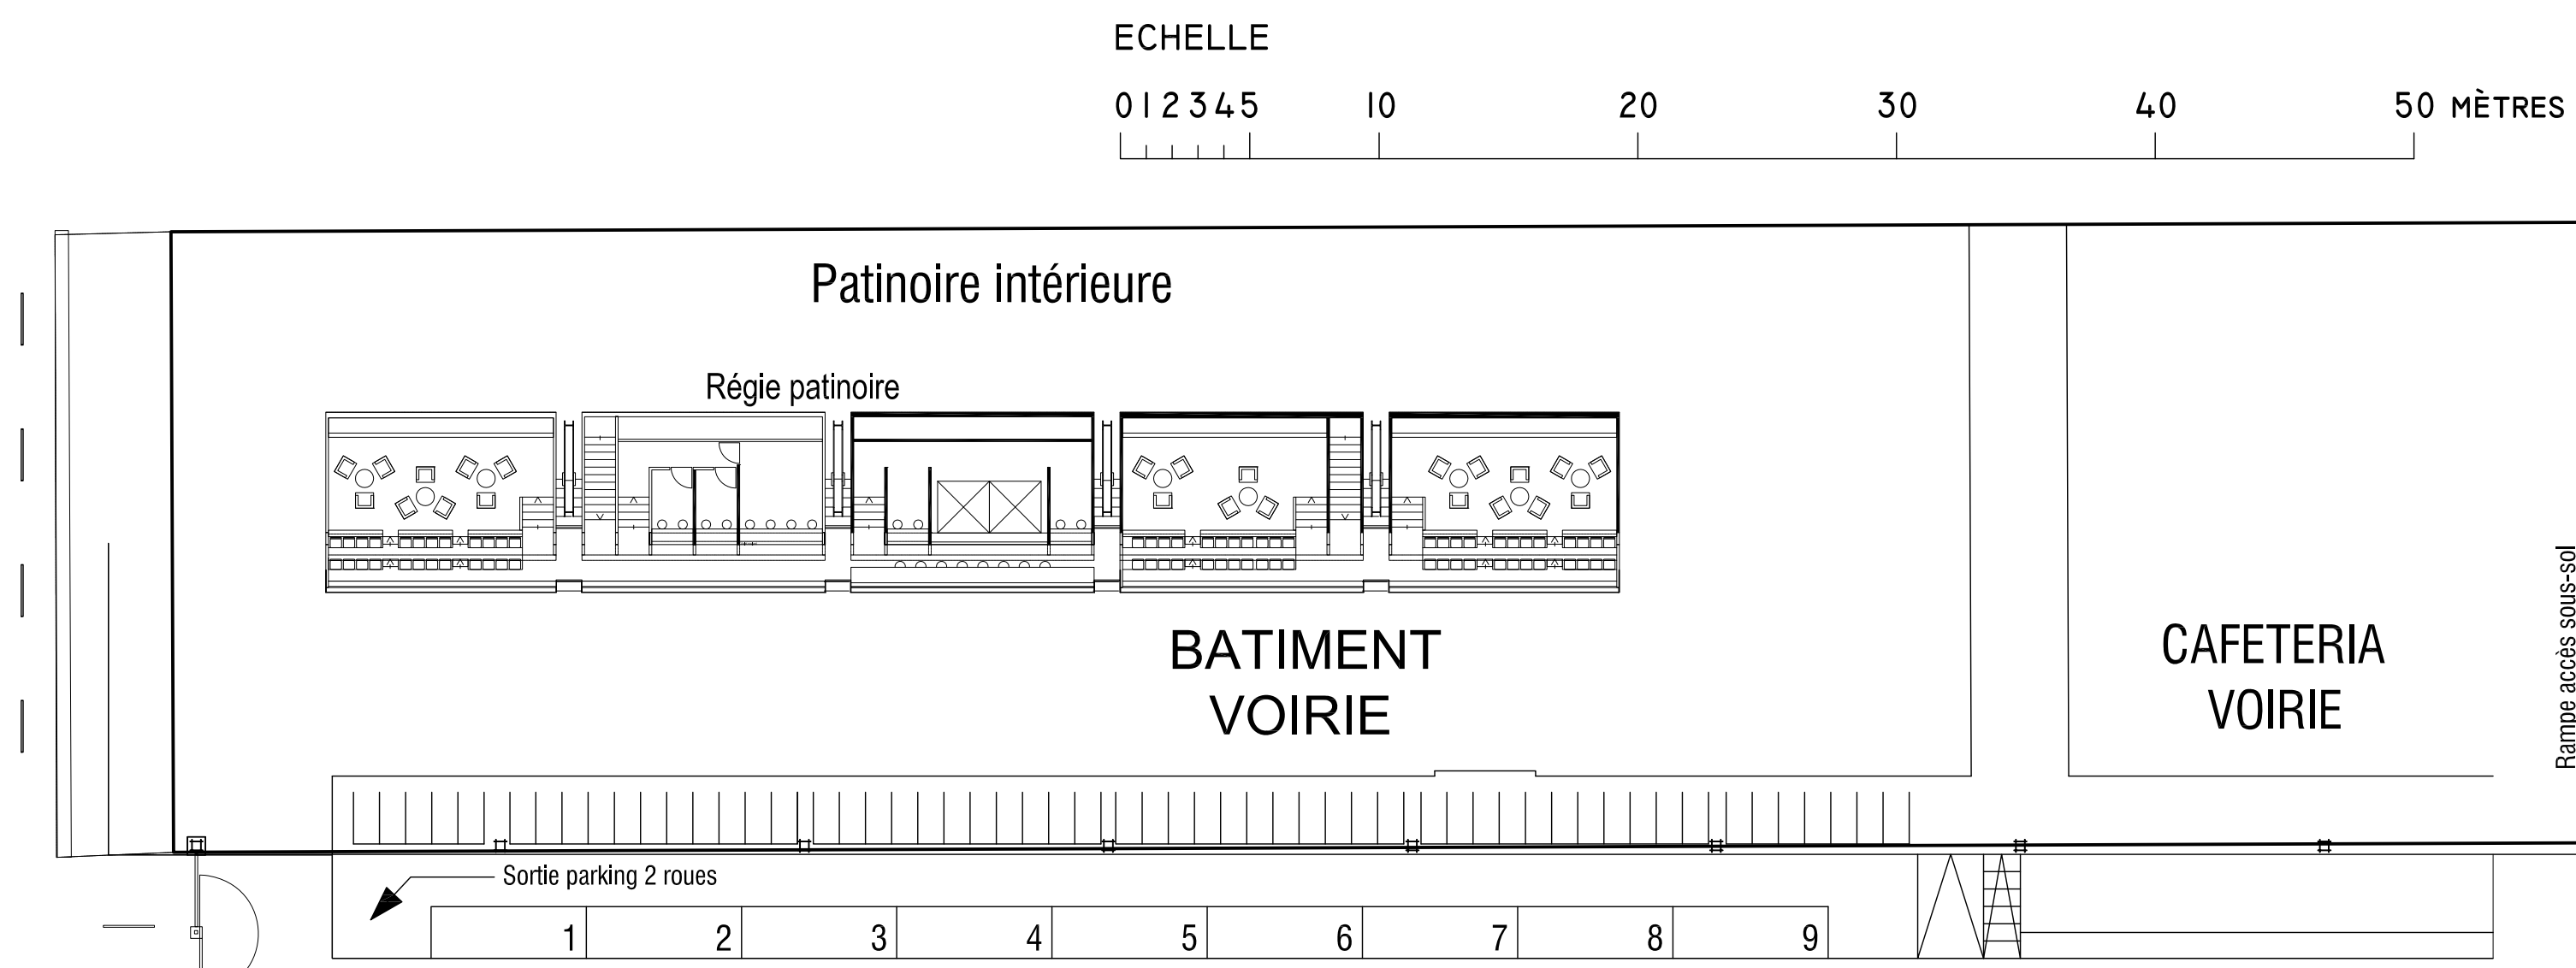 ECHELLE
0 1 2 3 4 5 10 20 30 40 50 MÈTRES
Patinoire intérieure
Régie patinoire
BATIMENT
VOIRIE
CAFETERIA
VOIRIE
Rampe accès sous-sol
Sortie parking 2 roues
1 2 3 4 5 6 7 8 9